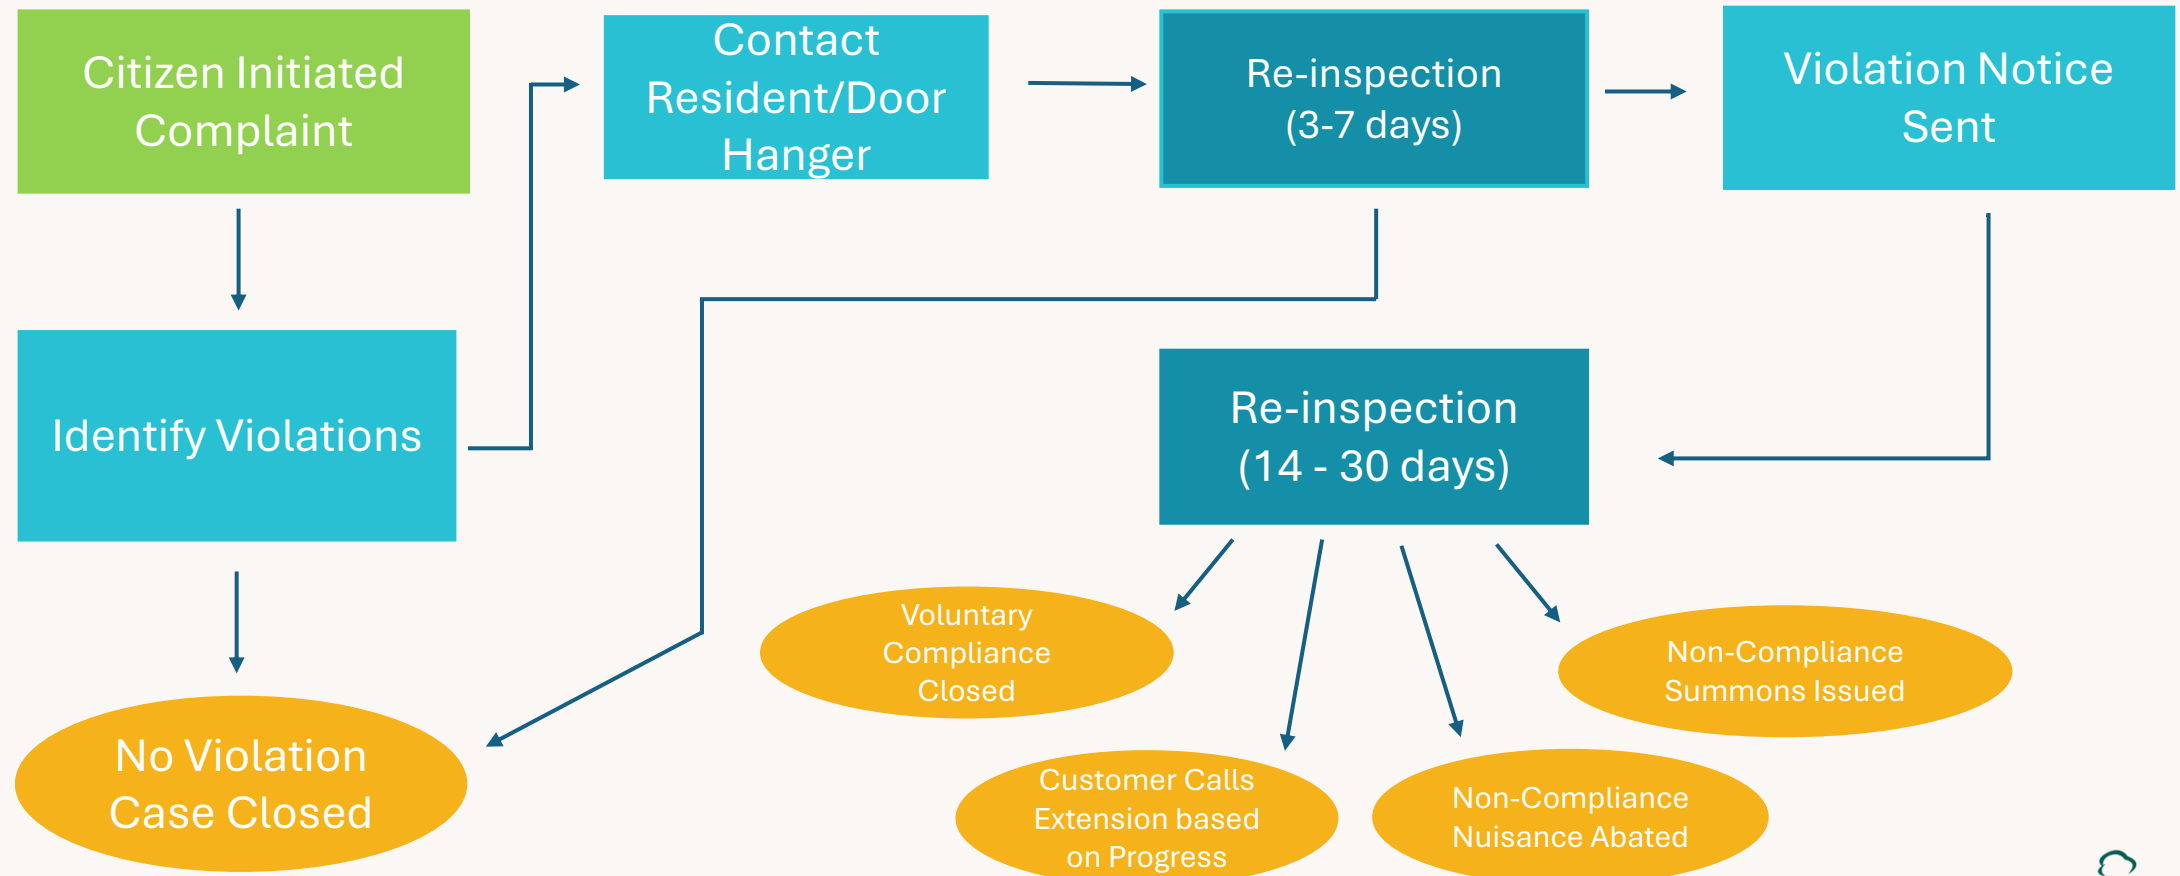 Citizen Initiated
Complaint
Contact
Resident/Door
Hanger
Re-inspection
(3-7 days)
Violation Notice
Sent
Identify Violations
Re-inspection
(14 - 30 days)
Voluntary
Compliance
Closed
Non-Compliance
Summons Issued
No Violation
Case Closed
Customer Calls
Extension based
on Progress
Non-Compliance
Nuisance Abated